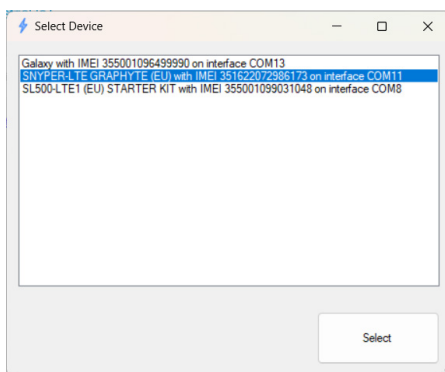 Select Device
Galaxy with IMEI 355001096499990 on interface COM13
SNYPER-LTE GRAPHYTE (EU) with IMEI 351622072986173 on interface COM11
SL500-LTE1 (EU) STARTER KIT with IMEI 355001099031048 on interface COM8
Select